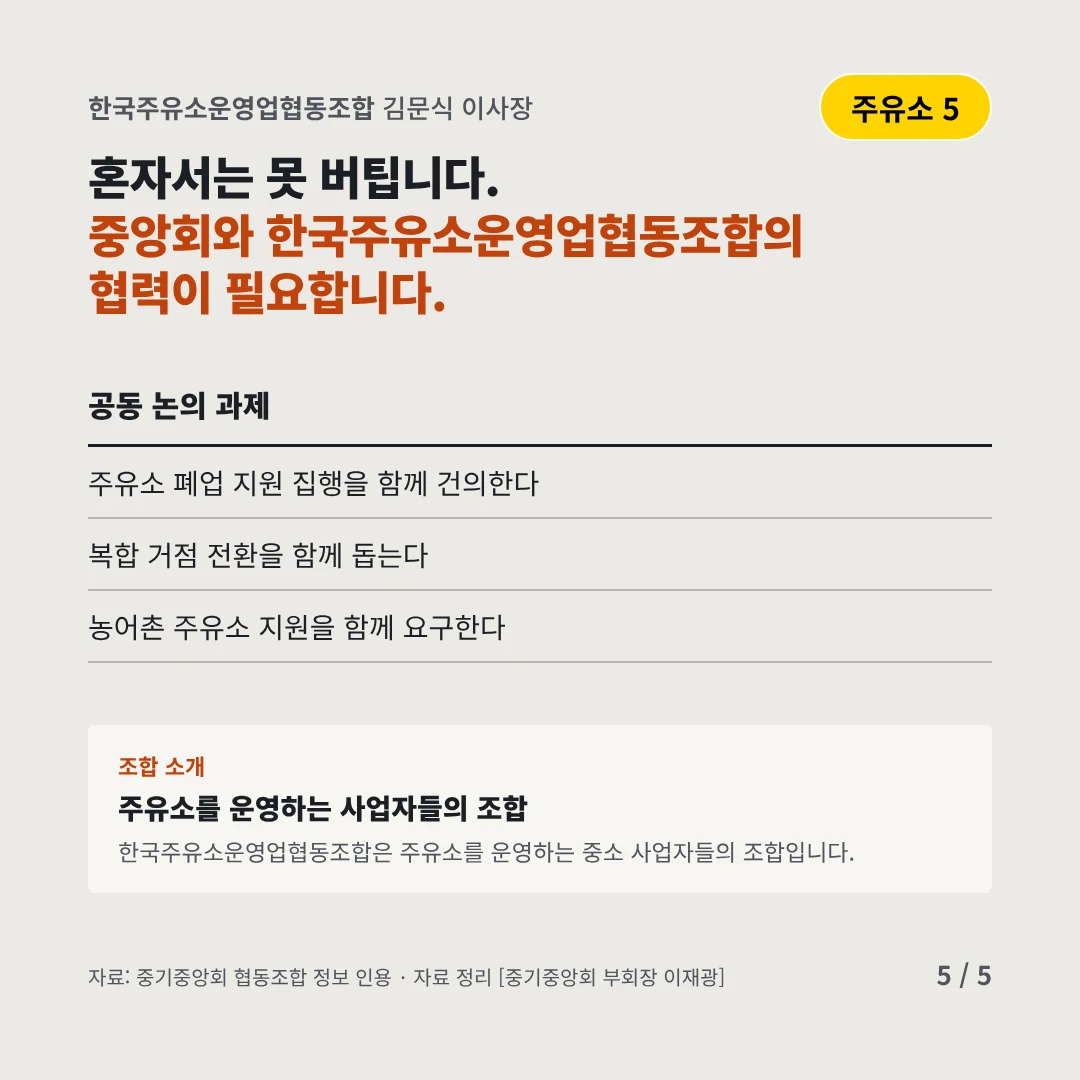 한국주유소운영업협동조합 김문식 이사장
주유소 5
혼자서는 못 버팁니다.
중앙회와 한국주유소운영업협동조합의
협력이 필요합니다.
공동 논의 과제
주유소 폐업 지원 집행을 함께 건의한다
복합 거점 전환을 함께 돕는다
농어촌 주유소 지원을 함께 요구한다
조합 소개
주유소를 운영하는 사업자들의 조합
한국주유소운영업협동조합은 주유소를 운영하는 중소 사업자들의 조합입니다.
자료: 중기중앙회 협동조합 정보 인용 · 자료 정리 [중기중앙회 부회장 이재광]
5 / 5